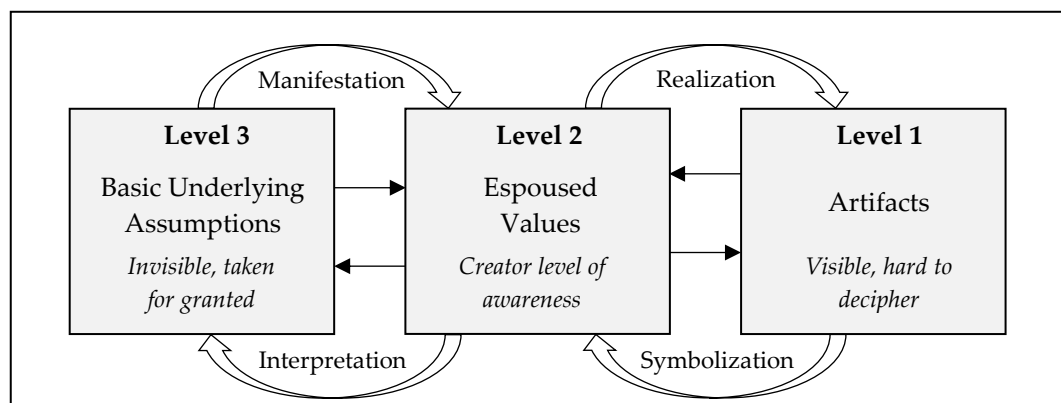 Manifestation
Realization
Level 3
Basic Underlying
Assumptions
Invisible, taken
for granted
Level 2
Espoused
Values
Creator level of
awareness
Level 1
Artifacts
Visible, hard to
decipher
Interpretation
Symbolization